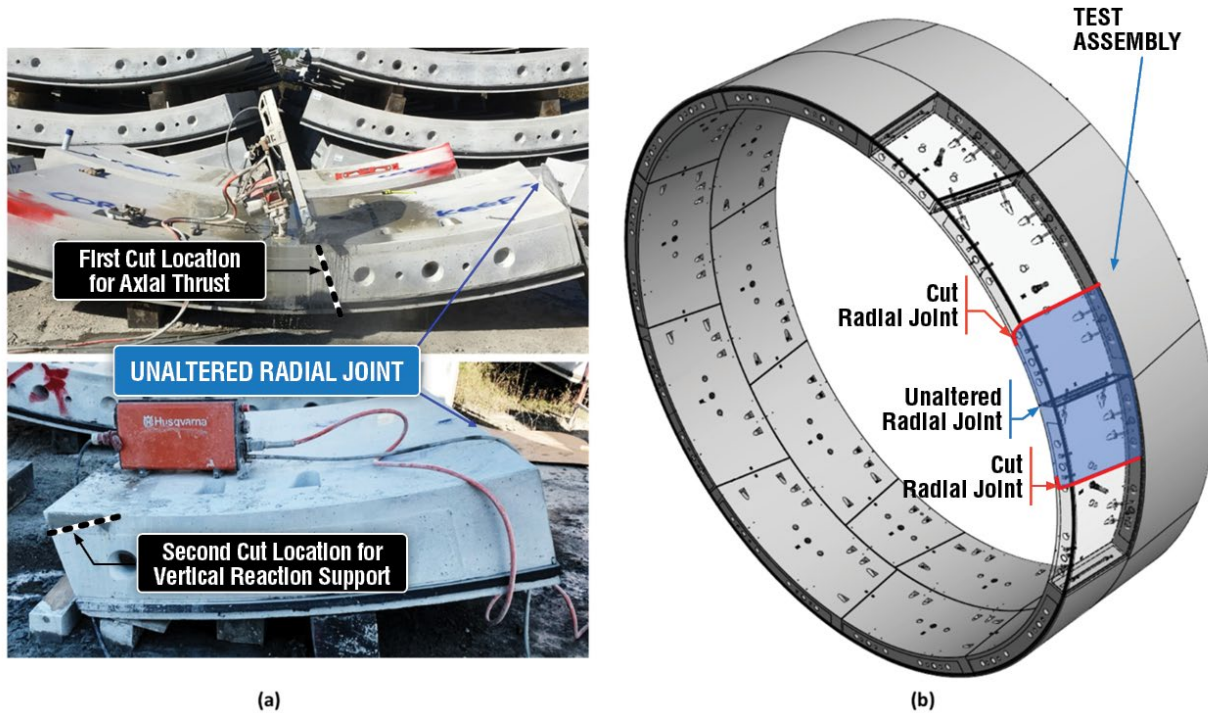 First Cut Location
for Axial Thrust
UNALTERED RADIAL JOINT
Husqvarna
Second Cut Location for
Vertical Reaction Support
(a)
TEST
ASSEMBLY
Cut
Radial Joint
Unaltered
Radial Joint
Cut
Radial Joint
(b)